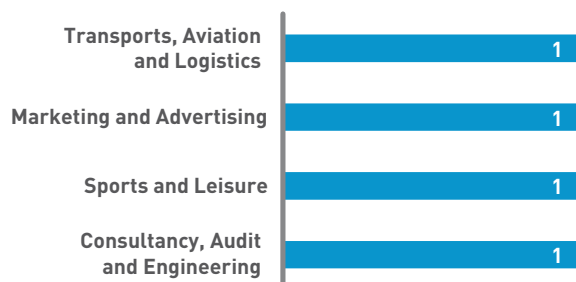 Transports, Aviation
and Logistics
1
Marketing and Advertising
1
Sports and Leisure
1
Consultancy, Audit
and Engineering
1